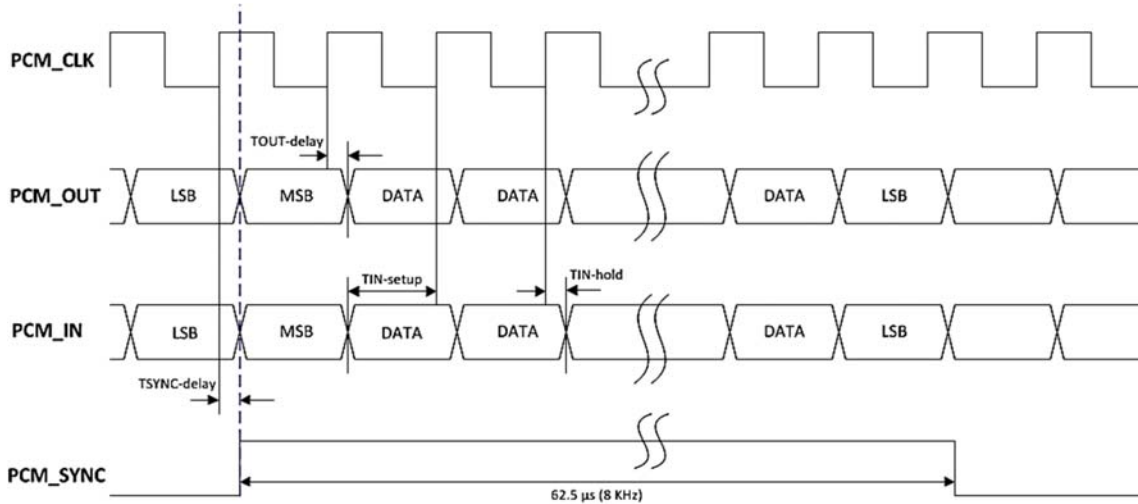 PCM_CLK
TOUT-delay
PCM_OUT
LSB
MSB
DATA
DATA
DATA
LSB
TIN-setup
TIN-hold
PCM_IN
LSB
MSB
DATA
DATA
DATA
LSB
TSYNC-delay
PCM_SYNC
62.5 μs (8 KHz)